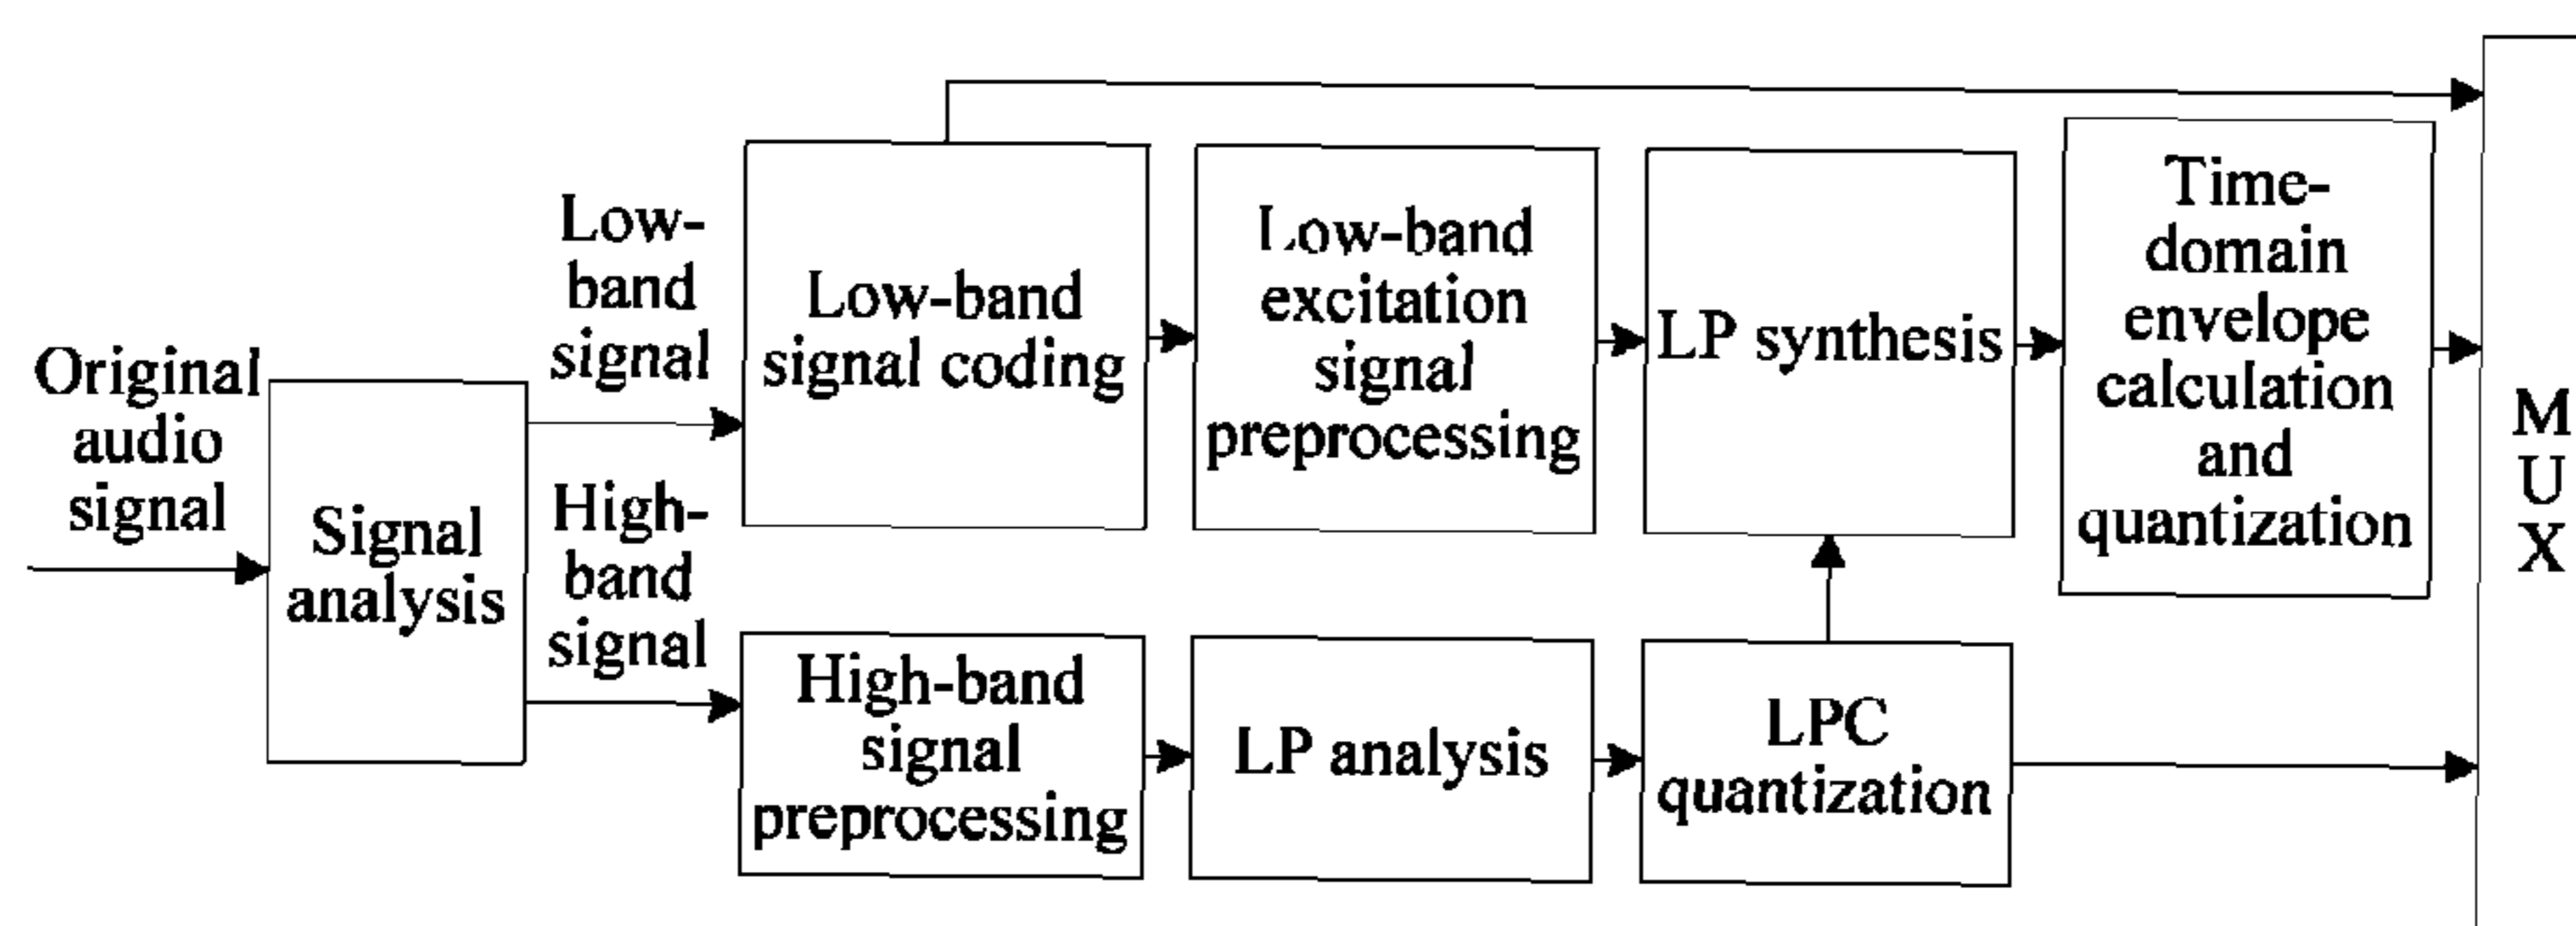 Original
audio
signal
Signal
analysis
Low-
band
signal
High-
band
signal
Low-band
signal coding
Low-band
excitation
signal
preprocessing
LP synthesis
Time-
domain
envelope
calculation
and
quantization
High-band
signal
preprocessing
LP analysis
LPC
quantization
M
U
X